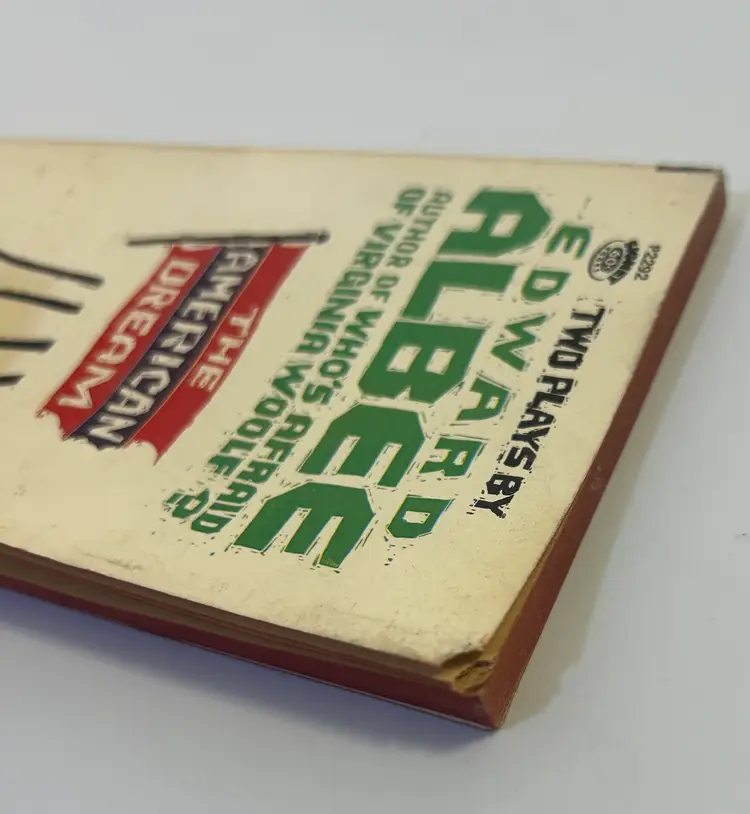 P2292
TWO PLAYS BY
EDWARD
ALBEE
AUTHOR OF WHO'S AFRAID
OF VIRGINIA WOOLF?
THE
AMERICAN
DREAM